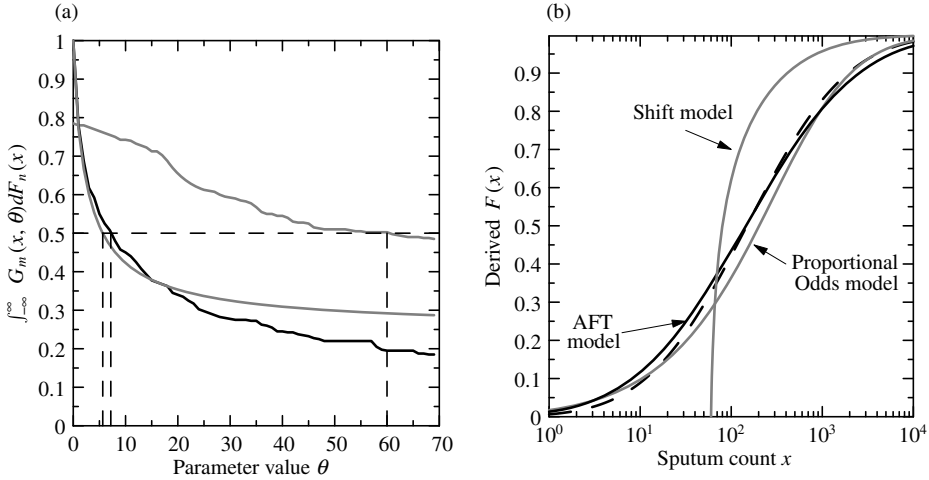 (a)
1
0.9
0.8
0.7
0.6
0.5
0.4
0.3
0.2
0.1
0
0 10 20 30 40 50 60 70
Parameter value θ
∫_{-∞}^{∞} G_m(x, θ)dF_n(x)
(b)
0.9
0.8
0.7
0.6
0.5
0.4
0.3
0.2
0.1
0
10^0 10^1 10^2 10^3 10^4
Sputum count x
Derived F(x)
Shift model
Proportional
Odds model
AFT
model